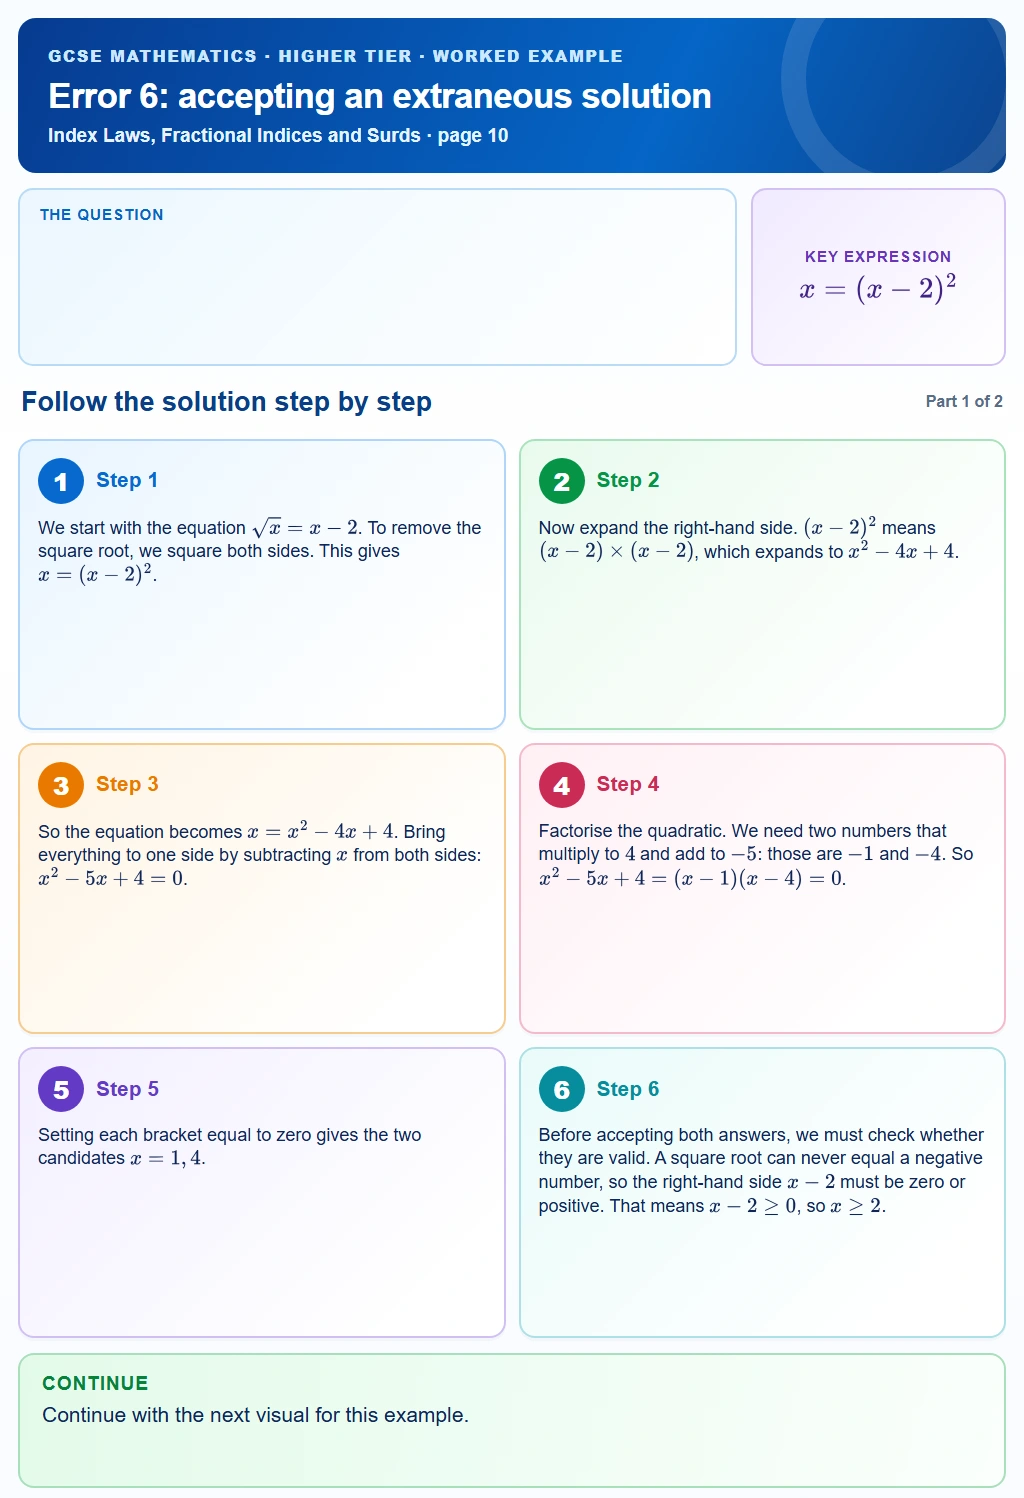 GCSE MATHEMATICS · HIGHER TIER · WORKED EXAMPLE
Error 6: accepting an extraneous solution
Index Laws, Fractional Indices and Surds · page 10
THE QUESTION
KEY EXPRESSION
x = (x − 2)²
Follow the solution step by step
Part 1 of 2
1 Step 1
We start with the equation √x = x − 2. To remove the
square root, we square both sides. This gives
x = (x − 2)².
2 Step 2
Now expand the right-hand side. (x − 2)² means
(x − 2) × (x − 2), which expands to x² − 4x + 4.
3 Step 3
So the equation becomes x = x² − 4x + 4. Bring
everything to one side by subtracting x from both sides:
x² − 5x + 4 = 0.
4 Step 4
Factorise the quadratic. We need two numbers that
multiply to 4 and add to −5: those are −1 and −4. So
x² − 5x + 4 = (x − 1)(x − 4) = 0.
5 Step 5
Setting each bracket equal to zero gives the two
candidates x = 1, 4.
6 Step 6
Before accepting both answers, we must check whether
they are valid. A square root can never equal a negative
number, so the right-hand side x − 2 must be zero or
positive. That means x − 2 ≥ 0, so x ≥ 2.
CONTINUE
Continue with the next visual for this example.